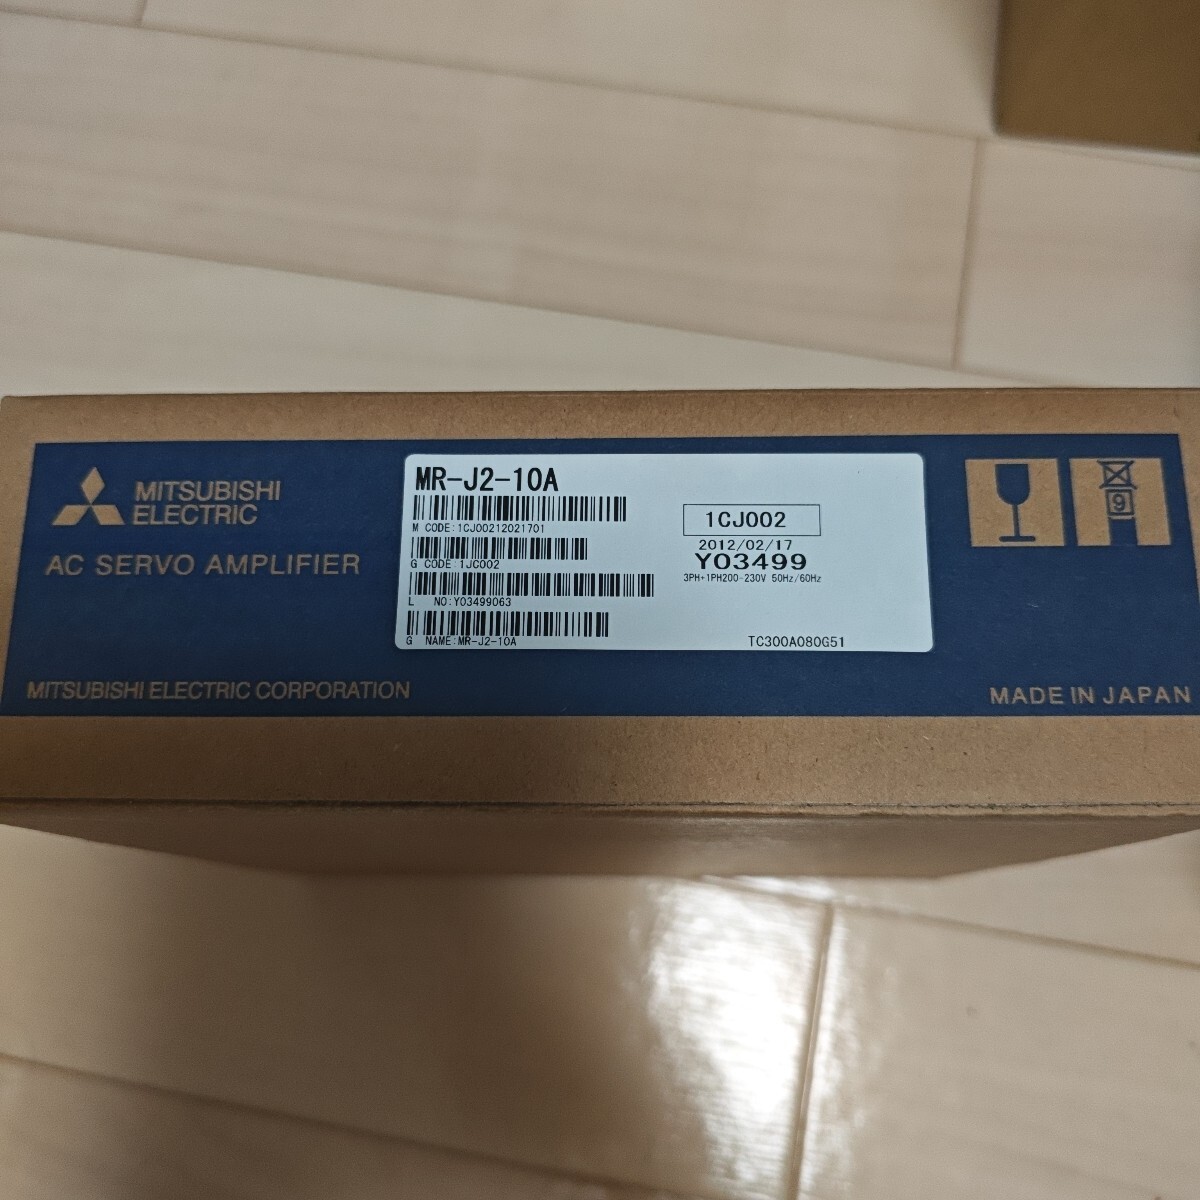 MITSUBISHI
ELECTRIC
AC SERVO AMPLIFIER
MITSUBISHI ELECTRIC CORPORATION
MR-J2-10A
M CODE:1CJ00212021701
G CODE:1JC002
L NO:Y03499063
G NAME:MR-J2-10A
1CJ002
2012/02/17
Y03499
3PH+1PH200-230V 50Hz/60Hz
TC300A080G51
9
MADE IN JAPAN